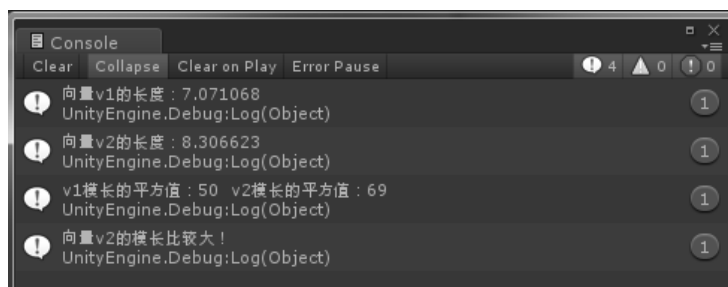 Console
Clear Collapse Clear on Play Error Pause 4 0 0
向量v1的长度：7.071068
UnityEngine.Debug:Log(Object)
1
向量v2的长度：8.306623
UnityEngine.Debug:Log(Object)
1
v1模长的平方值：50 v2模长的平方值：69
UnityEngine.Debug:Log(Object)
1
向量v2的模长比较大！
UnityEngine.Debug:Log(Object)
1